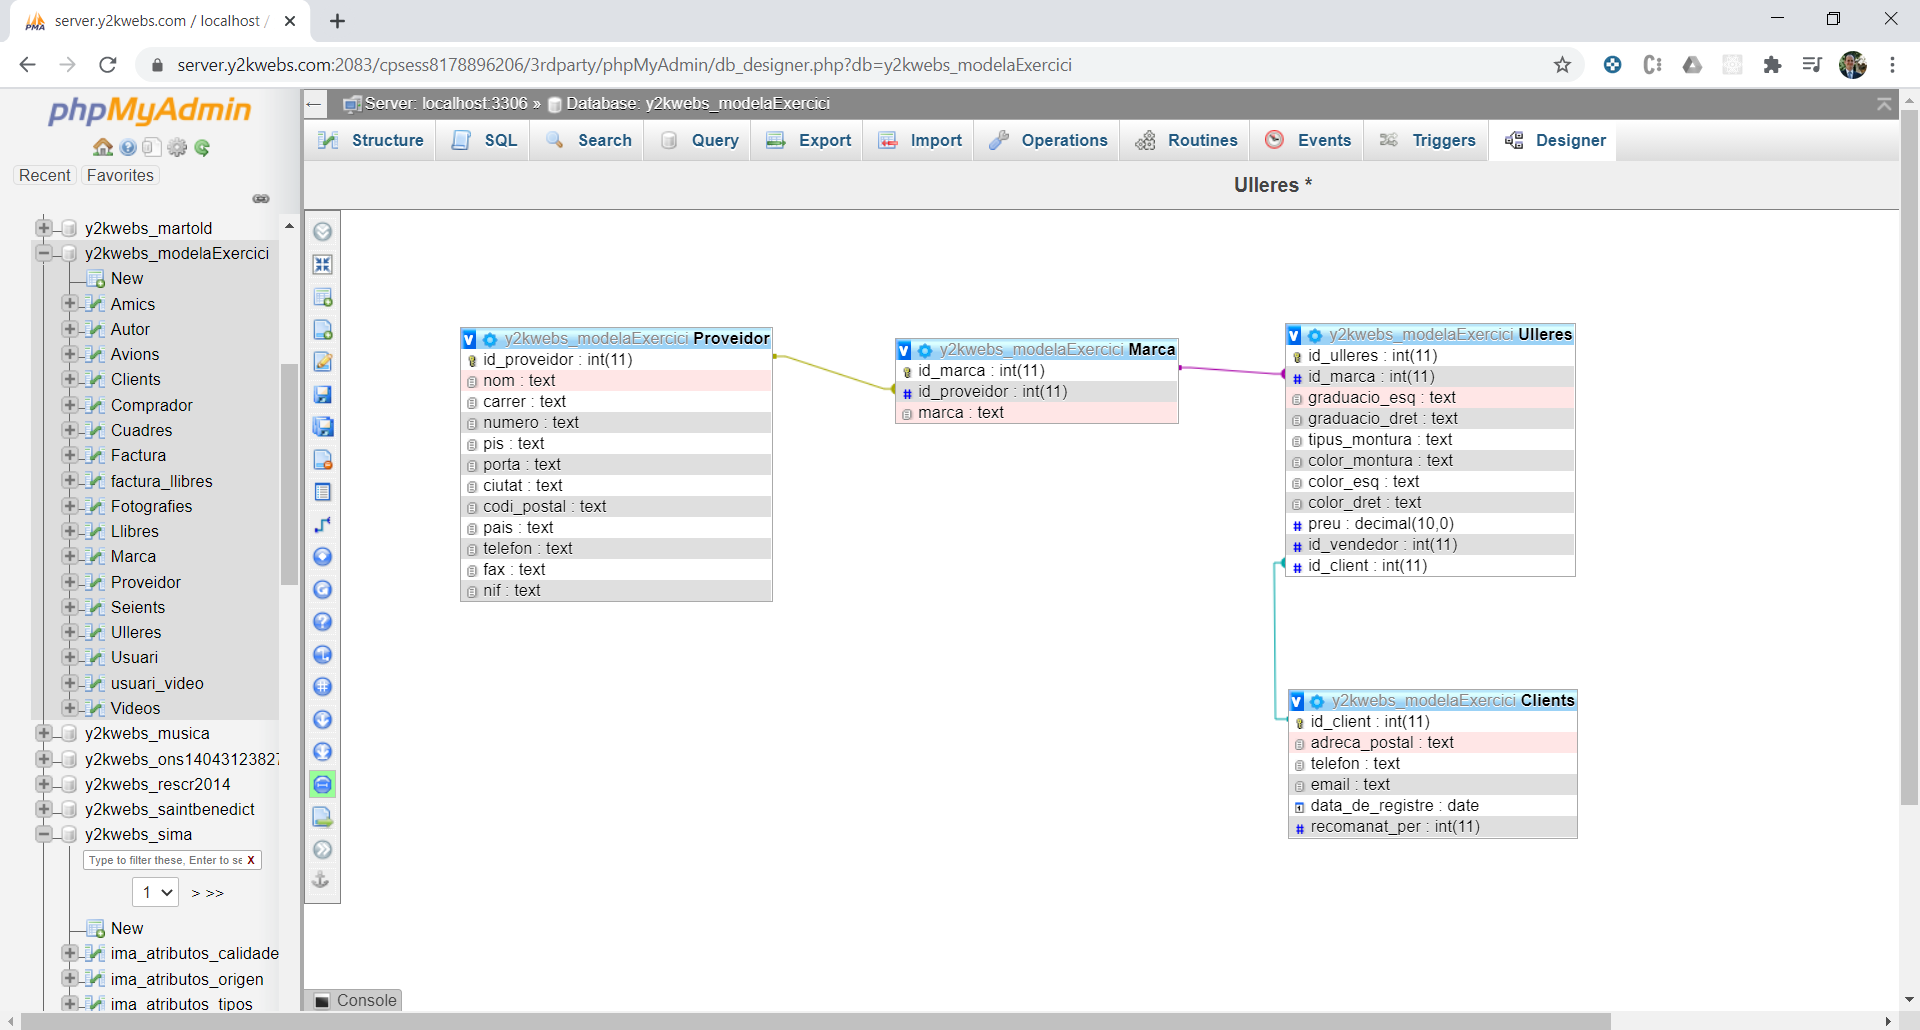 server.y2kwebs.com / localhost /
server.y2kwebs.com:2083/cpsess8178896206/3rdparty/phpMyAdmin/db_designer.php?db=y2kwebs_modelaExercici
phpMyAdmin
Recent
Favorites
y2kwebs_martold
y2kwebs_modelaExercici
New
Amics
Autor
Avions
Clients
Comprador
Cuadres
Factura
factura_llibres
Fotografies
Llibres
Marca
Proveidor
Seients
Ulleres
Usuari
usuari_video
Videos
y2kwebs_musica
y2kwebs_ons14043123827
y2kwebs_rescr2014
y2kwebs_saintbenedict
y2kwebs_sima
Type to filter these, Enter to se X
1 > >>
New
ima_atributos_calidade
ima_atributos_origen
ima_atributos_tipos
Server: localhost:3306 » Database: y2kwebs_modelaExercici
Structure SQL Search Query Export Import Operations Routines Events Triggers Designer
Ulleres *
y2kwebs_modelaExercici Proveidor
id_proveidor : int(11)
nom : text
carrer : text
numero : text
pis : text
porta : text
ciutat : text
codi_postal : text
pais : text
telefon : text
fax : text
nif : text
y2kwebs_modelaExercici Marca
id_marca : int(11)
id_proveidor : int(11)
marca : text
y2kwebs_modelaExercici Ulleres
id_ulleres : int(11)
id_marca : int(11)
graduacio_esq : text
graduacio_dret : text
tipus_montura : text
color_montura : text
color_esq : text
color_dret : text
preu : decimal(10,0)
id_vendedor : int(11)
id_client : int(11)
y2kwebs_modelaExercici Clients
id_client : int(11)
adreca_postal : text
telefon : text
email : text
data_de_registre : date
recomanat_per : int(11)
Console